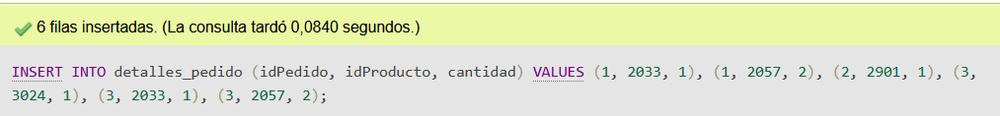 6 filas insertadas. (La consulta tardó 0,0840 segundos.)
INSERT INTO detalles_pedido (idPedido, idProducto, cantidad) VALUES (1, 2033, 1), (1, 2057, 2), (2, 2901, 1), (3,
3024, 1), (3, 2033, 1), (3, 2057, 2);